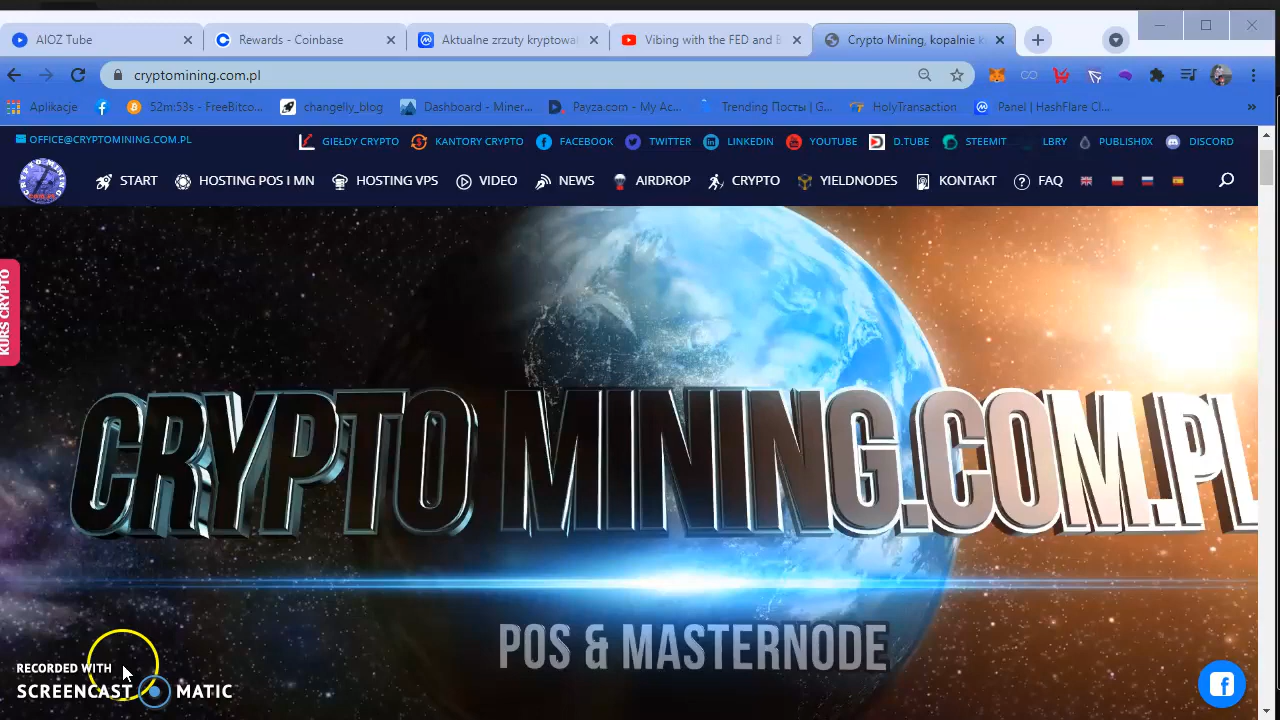 AIOZ Tube
Rewards - Coinbase
Aktualne zrzuty kryptowal
Vibing with the FED and B
Crypto Mining, kopalnie K
cryptomining.com.pl
Aplikacje
52m:53s - FreeBitco...
changelly_blog
Dashboard - Miner...
Payza.com - My Ac...
Trending Посты | G...
HolyTransaction
Panel | HashFlare Cl...
»
OFFICE@CRYPTOMINING.COM.PL
GIEŁDY CRYPTO
KANTORY CRYPTO
FACEBOOK
TWITTER
LINKEDIN
YOUTUBE
D.TUBE
STEEMIT
LBRY
PUBLISH0X
DISCORD
START
HOSTING POS I MN
HOSTING VPS
VIDEO
NEWS
AIRDROP
CRYPTO
YIELDNODES
KONTAKT
FAQ
KURS CRYPTO
CRYPTO MINING.COM.PL
POS & MASTERNODE
RECORDED WITH
SCREENCAST MATIC